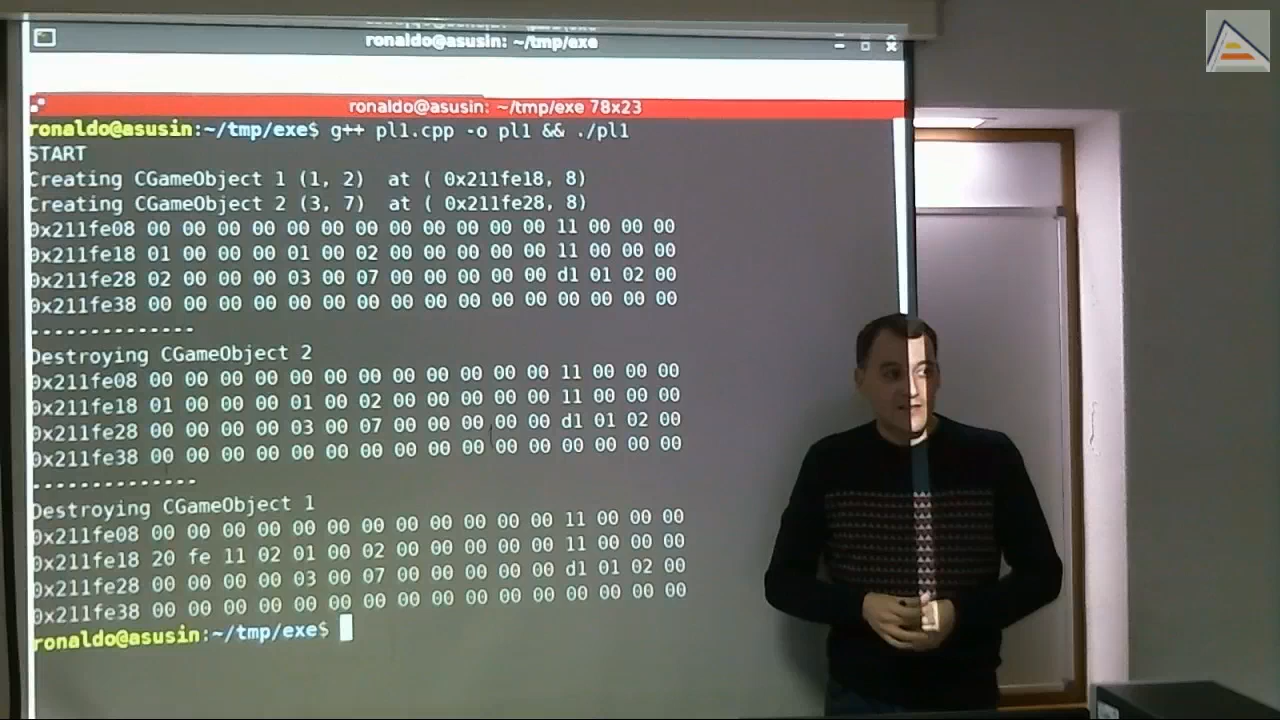 ronaldo@asusin: ~/tmp/exe
ronaldo@asusin: ~/tmp/exe 78x23
ronaldo@asusin:~/tmp/exe$ g++ pl1.cpp -o pl1 && ./pl1
START
Creating CGameObject 1 (1, 2)  at ( 0x211fe18, 8)
Creating CGameObject 2 (3, 7)  at ( 0x211fe28, 8)
0x211fe08 00 00 00 00 00 00 00 00 00 00 00 00 11 00 00 00
0x211fe18 01 00 00 00 01 00 02 00 00 00 00 00 11 00 00 00
0x211fe28 02 00 00 00 03 00 07 00 00 00 00 00 d1 01 02 00
0x211fe38 00 00 00 00 00 00 00 00 00 00 00 00 00 00 00 00
--------------
Destroying CGameObject 2
0x211fe08 00 00 00 00 00 00 00 00 00 00 00 00 11 00 00 00
0x211fe18 01 00 00 00 01 00 02 00 00 00 00 00 11 00 00 00
0x211fe28 00 00 00 00 03 00 07 00 00 00 00 00 d1 01 02 00
0x211fe38 00 00 00 00 00 00 00 00 00 00 00 00 00 00 00 00
--------------
Destroying CGameObject 1
0x211fe08 00 00 00 00 00 00 00 00 00 00 00 00 11 00 00 00
0x211fe18 20 fe 11 02 01 00 02 00 00 00 00 00 11 00 00 00
0x211fe28 00 00 00 00 03 00 07 00 00 00 00 00 d1 01 02 00
0x211fe38 00 00 00 00 00 00 00 00 00 00 00 00 00 00 00 00
ronaldo@asusin:~/tmp/exe$